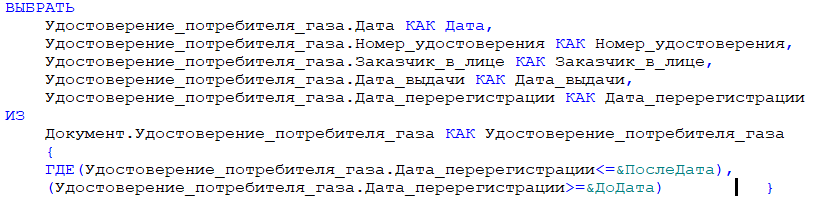 ВЫБРАТЬ
Удостоверение_потребителя_газа.Дата КАК Дата,
Удостоверение_потребителя_газа.Номер_удостоверения КАК Номер_удостоверения,
Удостоверение_потребителя_газа.Заказчик_в_лице КАК Заказчик_в_лице,
Удостоверение_потребителя_газа.Дата_выдачи КАК Дата_выдачи,
Удостоверение_потребителя_газа.Дата_перерегистрации КАК Дата_перерегистрации
ИЗ
Документ.Удостоверение_потребителя_газа КАК Удостоверение_потребителя_газа
{
ГДЕ(Удостоверение_потребителя_газа.Дата_перерегистрации<=&ПослеДата),
(Удостоверение_потребителя_газа.Дата_перерегистрации>=&ДоДата) }